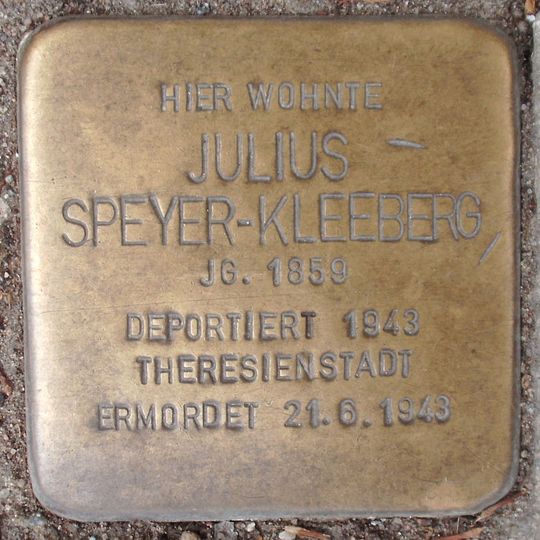 HIER WOHNTE
JULIUS
SPEYER-KLEEBERG
JG. 1859
DEPORTIERT 1943
THERESIENSTADT
ERMORDET 21.6.1943